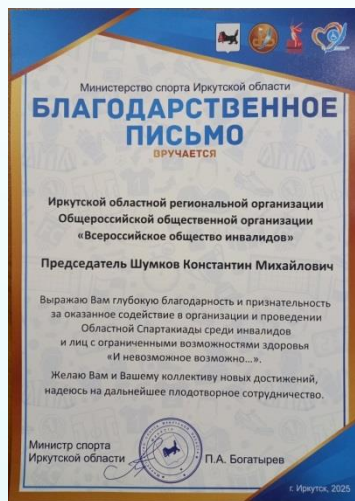 Министерство спорта Иркутской области
БЛАГОДАРСТВЕННОЕ
ПИСЬМО
ВРУЧАЕТСЯ
Иркутской областной региональной организации
Общероссийской общественной организации
«Всероссийское общество инвалидов»
Председатель Шумков Константин Михайлович
Выражаю Вам глубокую благодарность и признательность
за оказанное содействие в организации и проведении
Областной Спартакиады среди инвалидов
и лиц с ограниченными возможностями здоровья
«И невозможное возможно...».
Желаю Вам и Вашему коллективу новых достижений,
надеюсь на дальнейшее плодотворное сотрудничество.
Министр спорта
Иркутской области
П.А. Богатырев
г. Иркутск, 2025